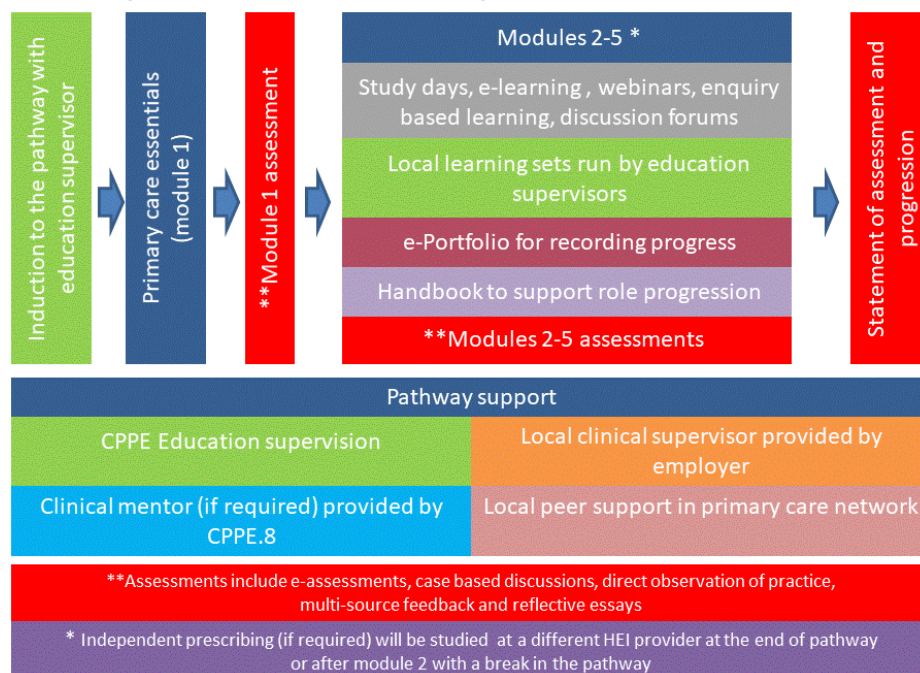 Induction to the pathway with
education supervisor
Primary care essentials
(module 1)
**Module 1 assessment
Modules 2-5 *
Study days, e-learning , webinars, enquiry
based learning, discussion forums
Local learning sets run by education
supervisors
e-Portfolio for recording progress
Handbook to support role progression
**Modules 2-5 assessments
Statement of assessment and
progression
Pathway support
CPPE Education supervision
Local clinical supervisor provided by
employer
Clinical mentor (if required) provided by
CPPE.8
Local peer support in primary care network
**Assessments include e-assessments, case based discussions, direct observation of practice,
multi-source feedback and reflective essays
* Independent prescribing (if required) will be studied at a different HEI provider at the end of pathway
or after module 2 with a break in the pathway